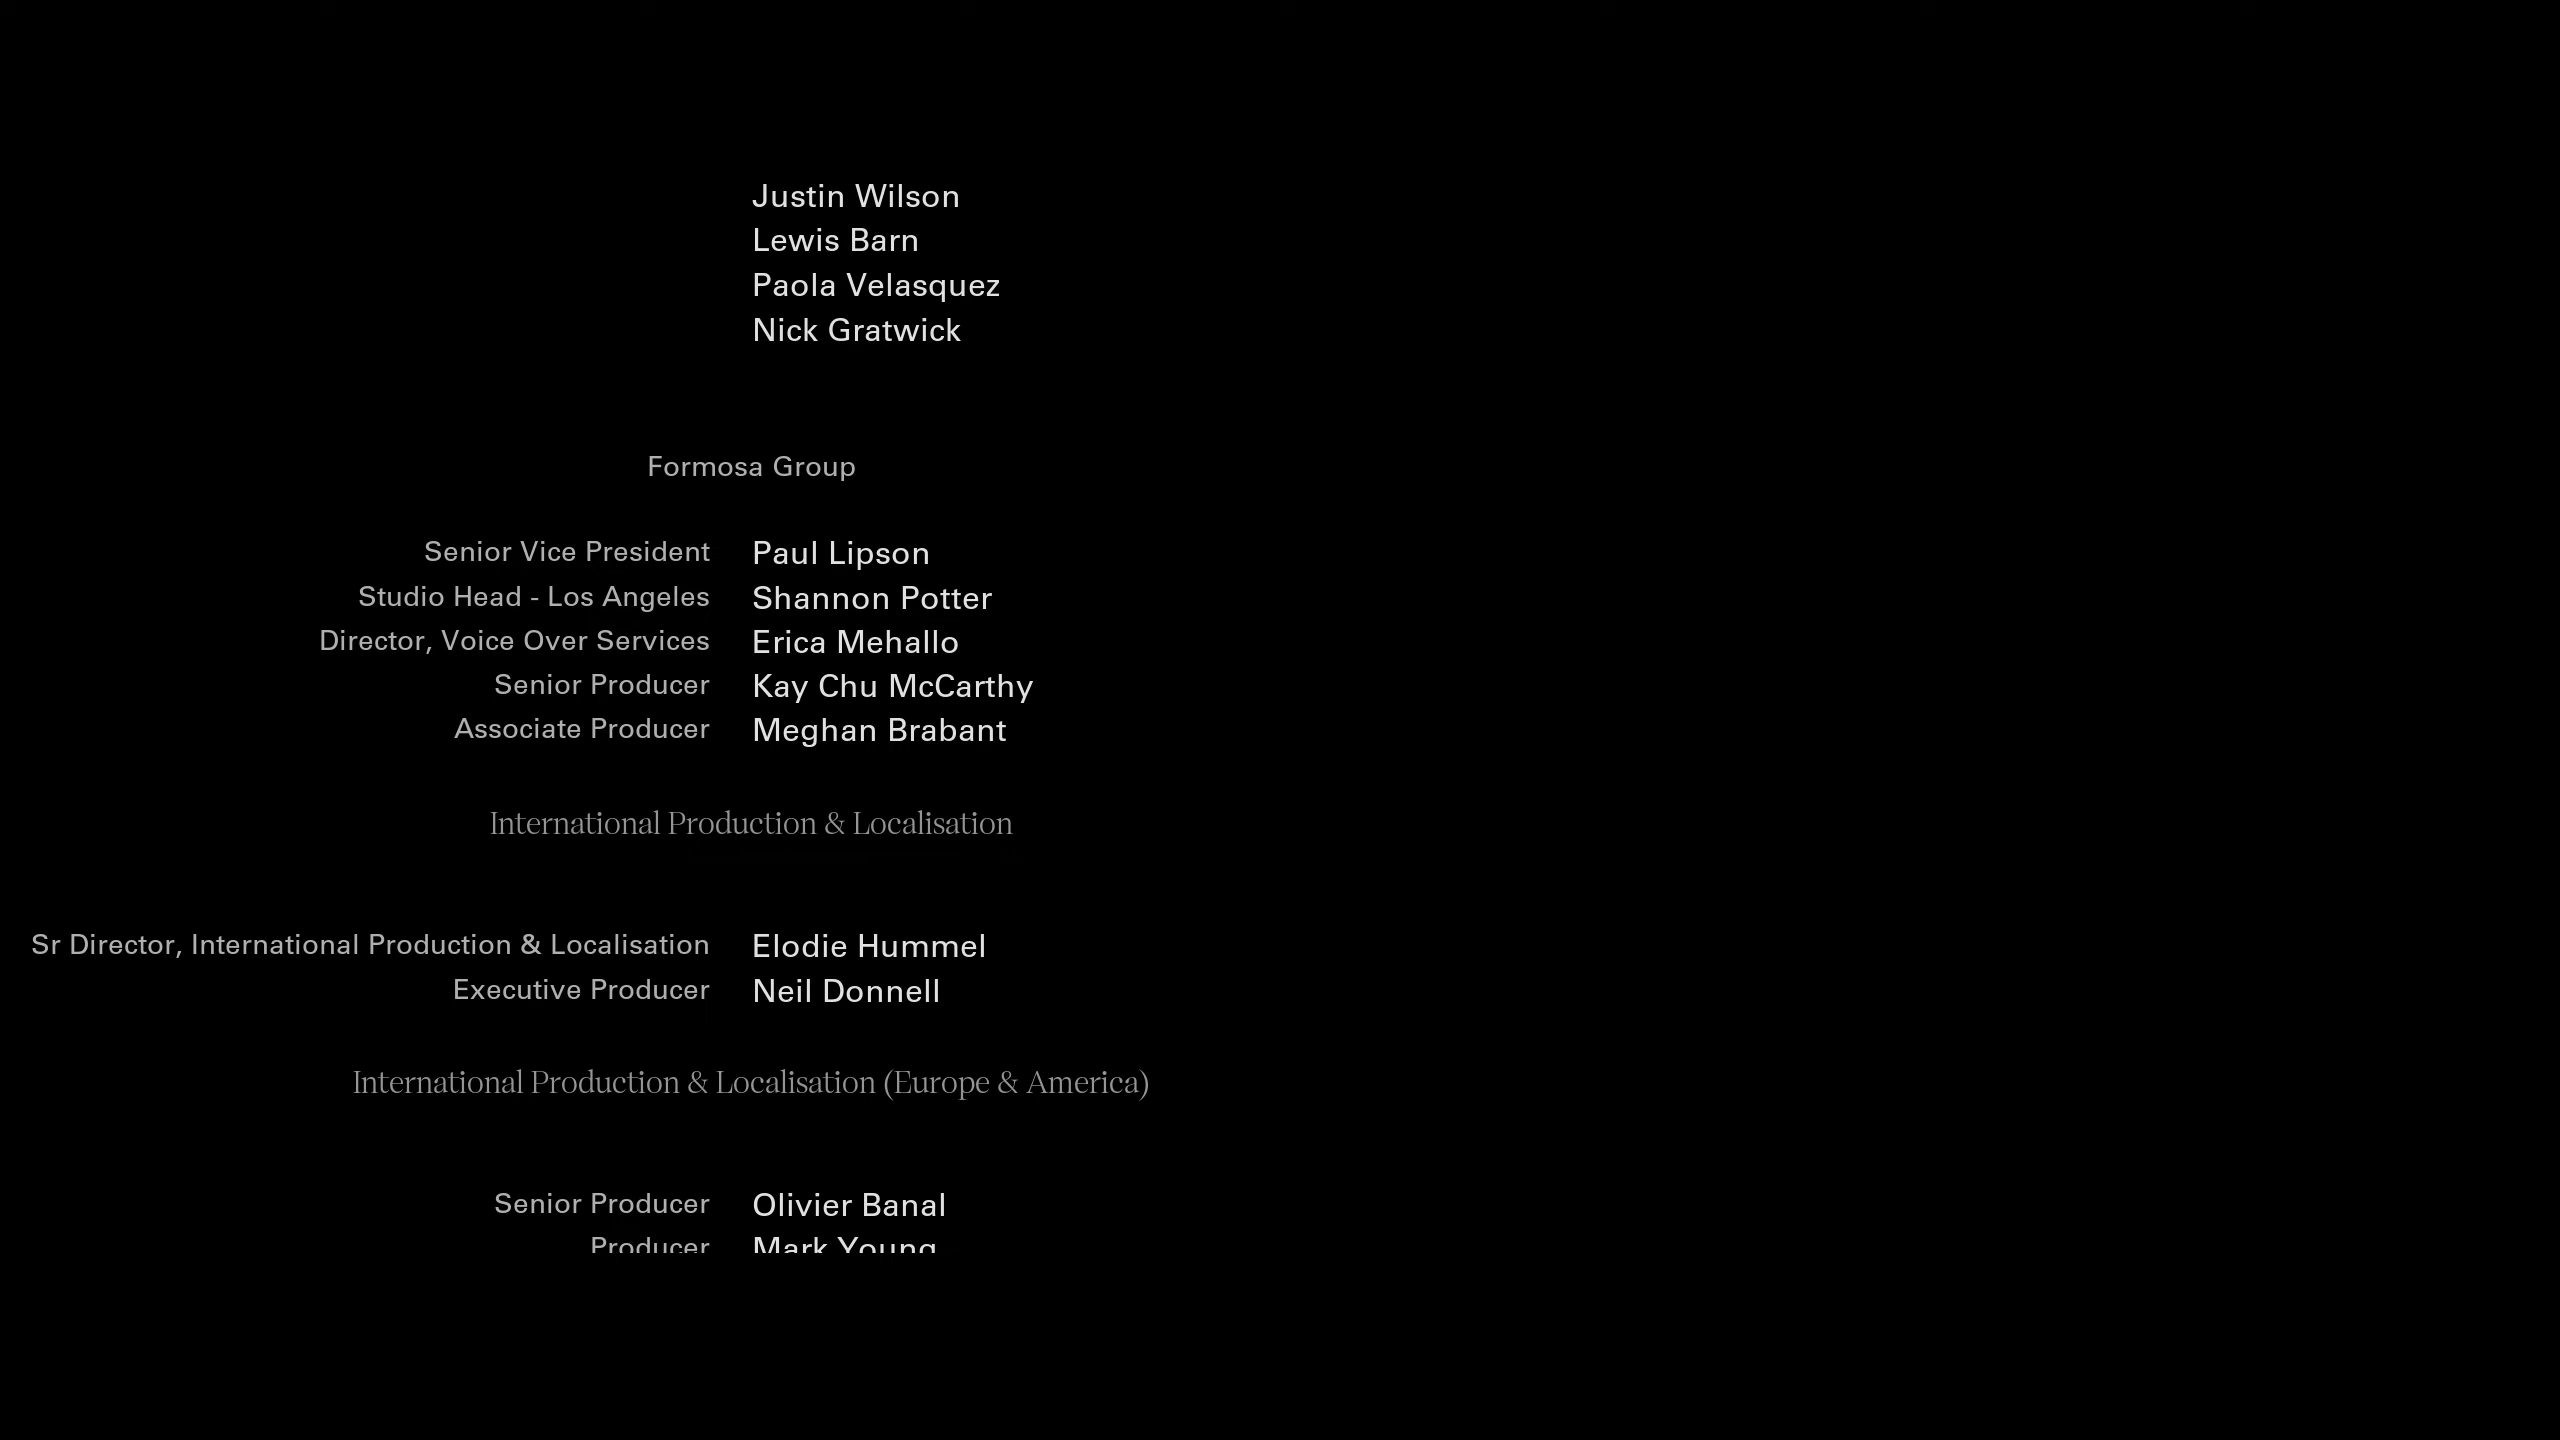 Justin Wilson
Lewis Barn
Paola Velasquez
Nick Gratwick
Formosa Group
Senior Vice President Paul Lipson
Studio Head - Los Angeles Shannon Potter
Director, Voice Over Services Erica Mehallo
Senior Producer Kay Chu McCarthy
Associate Producer Meghan Brabant
International Production & Localisation
Sr Director, International Production & Localisation Elodie Hummel
Executive Producer Neil Donnell
International Production & Localisation (Europe & America)
Senior Producer Olivier Banal
Producer Mark Young